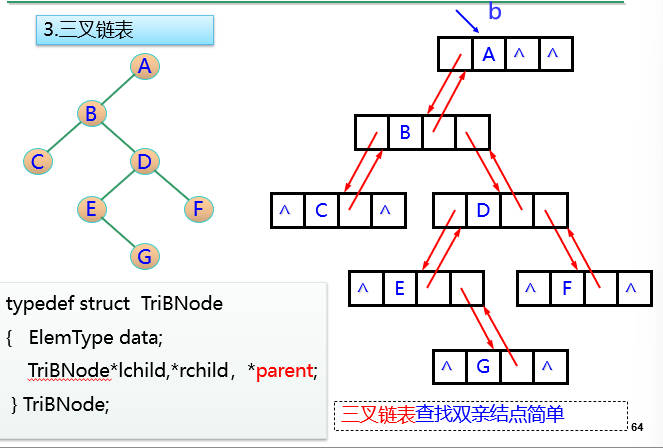 3.三叉链表
A
B
C
D
E
F
G
b
A ^ ^
B
^ C ^
D
^ E
^ F ^
^ G ^
typedef struct TriBNode
{ ElemType data;
TriBNode*lchild,*rchild，*parent;
} TriBNode;
三叉链表查找双亲结点简单
64